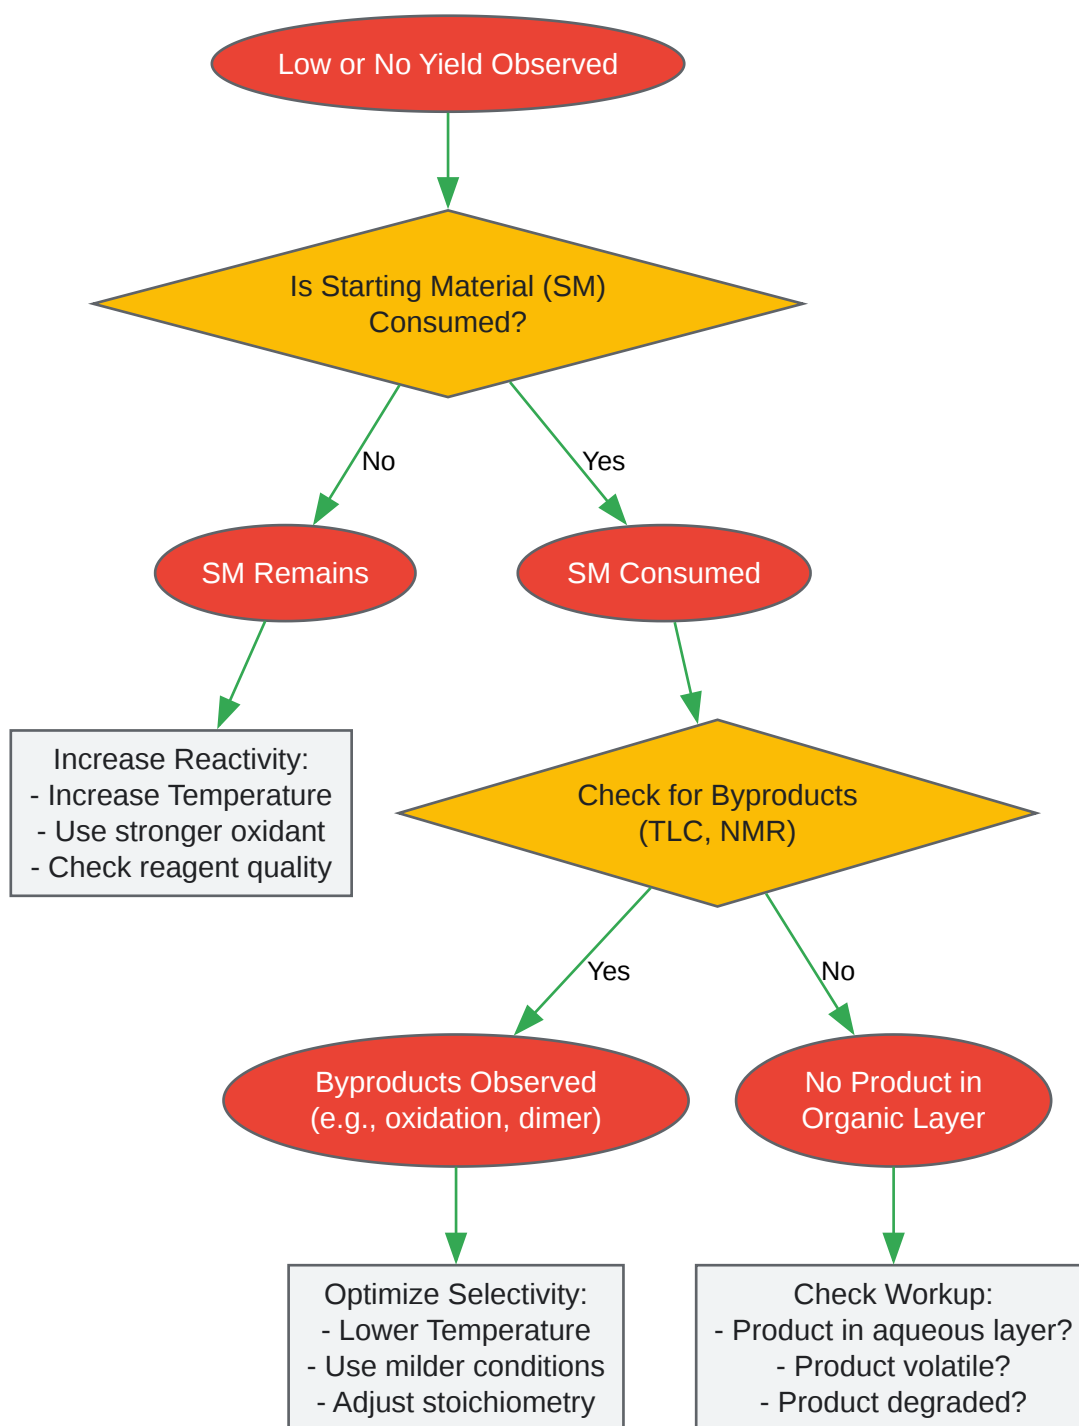 Low or No Yield Observed
Is Starting Material (SM)
Consumed?
No
Yes
SM Remains
SM Consumed
Increase Reactivity:
- Increase Temperature
- Use stronger oxidant
- Check reagent quality
Check for Byproducts
(TLC, NMR)
Yes
No
Byproducts Observed
(e.g., oxidation, dimer)
No Product in
Organic Layer
Optimize Selectivity:
- Lower Temperature
- Use milder conditions
- Adjust stoichiometry
Check Workup:
- Product in aqueous layer?
- Product volatile?
- Product degraded?